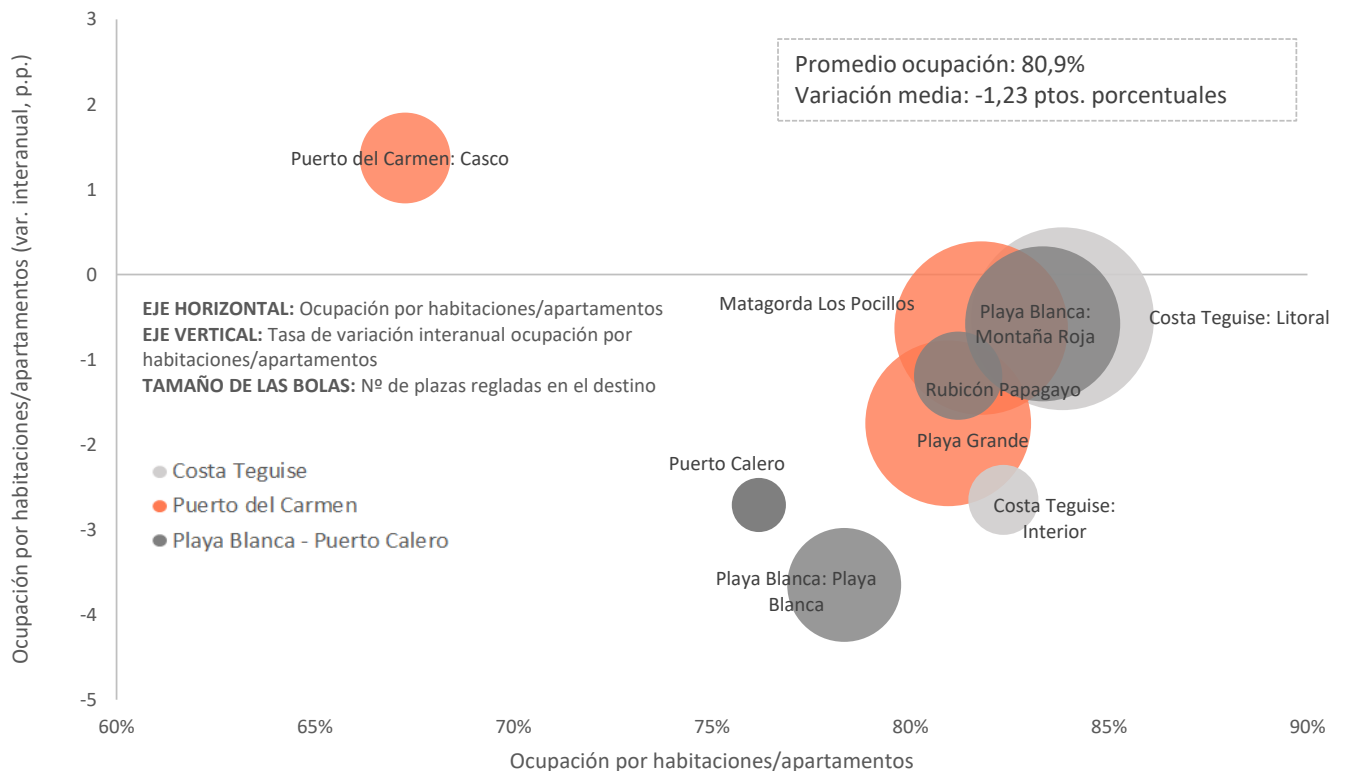 Ocupación por habitaciones/apartamentos (var. interanual, p.p.)
3
2
1
0
-1
-2
-3
-4
-5
Promedio ocupación: 80,9%
Variación media: -1,23 ptos. porcentuales
Puerto del Carmen: Casco
EJE HORIZONTAL: Ocupación por habitaciones/apartamentos
EJE VERTICAL: Tasa de variación interanual ocupación por
habitaciones/apartamentos
TAMAÑO DE LAS BOLAS: Nº de plazas regladas en el destino
Matagorda Los Pocillos
Playa Blanca:
Montaña Roja
Costa Teguise: Litoral
Rubicón Papagayo
Playa Grande
Puerto Calero
Costa Teguise:
Interior
Playa Blanca: Playa
Blanca
Costa Teguise
Puerto del Carmen
Playa Blanca - Puerto Calero
60%
65%
70%
75%
80%
85%
90%
Ocupación por habitaciones/apartamentos